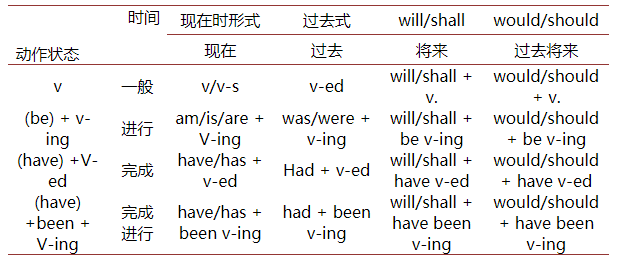 时间 现在时形式 过去式 will/shall would/should
动作状态 现在 过去 将来 过去将来
v 一般 v/v-s v-ed will/shall + v. would/should + v.
(be) + v-ing 进行 am/is/are + V-ing was/were + v-ing will/shall + be v-ing would/should + be v-ing
(have) +V-ed 完成 have/has + v-ed Had + v-ed will/shall + have v-ed would/should + have v-ed
(have) +been + V-ing 完成进行 have/has + been v-ing had + been v-ing will/shall + have been v-ing would/should + have been v-ing